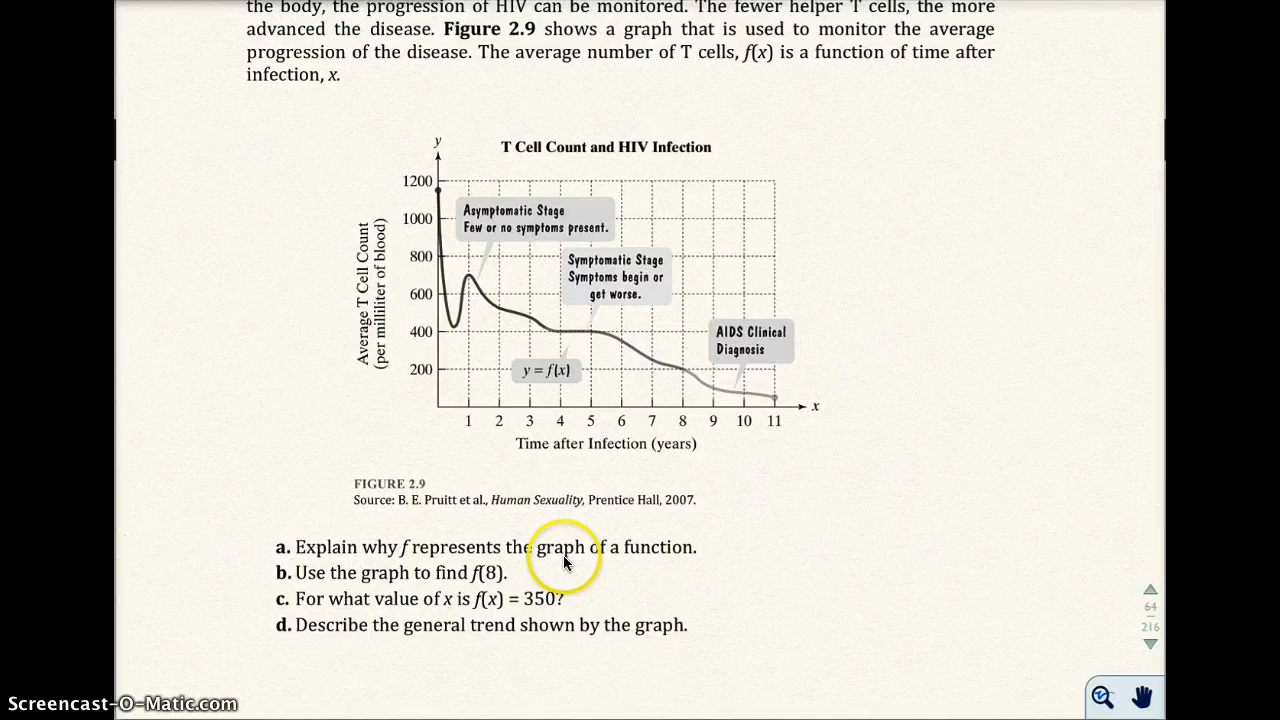 the body, the progression of HIV can be monitored. The fewer helper T cells, the more
advanced the disease. Figure 2.9 shows a graph that is used to monitor the average
progression of the disease. The average number of T cells, f(x) is a function of time after
infection, x.
y
T Cell Count and HIV Infection
1200
1000
800
600
400
200
Average T Cell Count
(per milliliter of blood)
Asymptomatic Stage
Few or no symptoms present.
Symptomatic Stage
Symptoms begin or
get worse.
AIDS Clinical
Diagnosis
y = f(x)
x
1 2 3 4 5 6 7 8 9 10 11
Time after Infection (years)
FIGURE 2.9
Source: B. E. Pruitt et al., Human Sexuality, Prentice Hall, 2007.
a. Explain why f represents the graph of a function.
b. Use the graph to find f(8).
c. For what value of x is f(x) = 350?
d. Describe the general trend shown by the graph.
64
216
Screencast-O-Matic.com